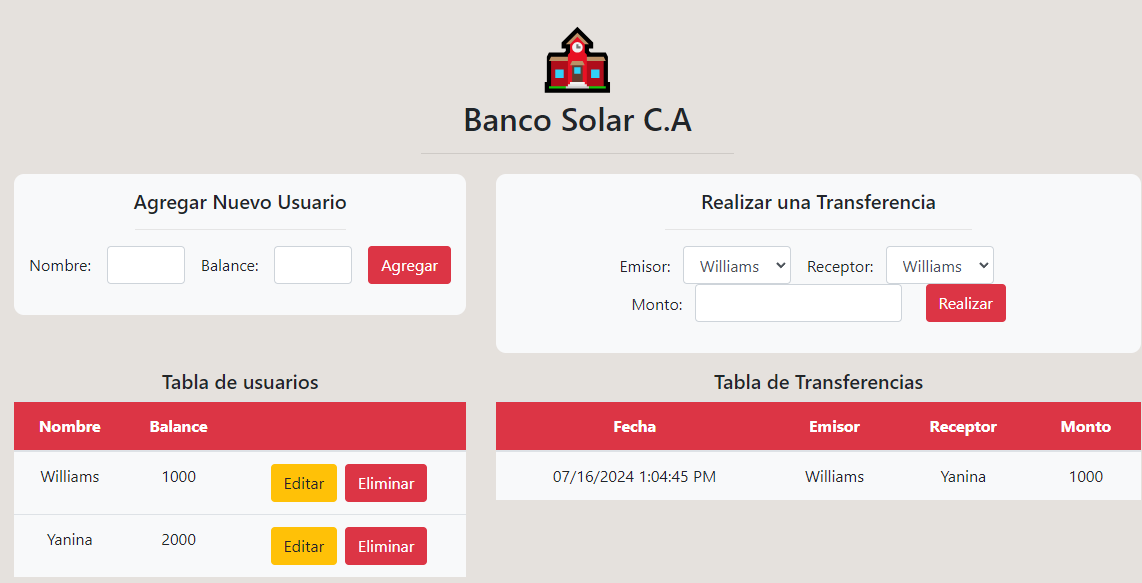 Banco Solar C.A
Agregar Nuevo Usuario
Nombre: Balance: Agregar
Realizar una Transferencia
Emisor: Williams Receptor: Williams
Monto: Realizar
Tabla de usuarios
Nombre Balance
Williams 1000 Editar Eliminar
Yanina 2000 Editar Eliminar
Tabla de Transferencias
Fecha Emisor Receptor Monto
07/16/2024 1:04:45 PM Williams Yanina 1000